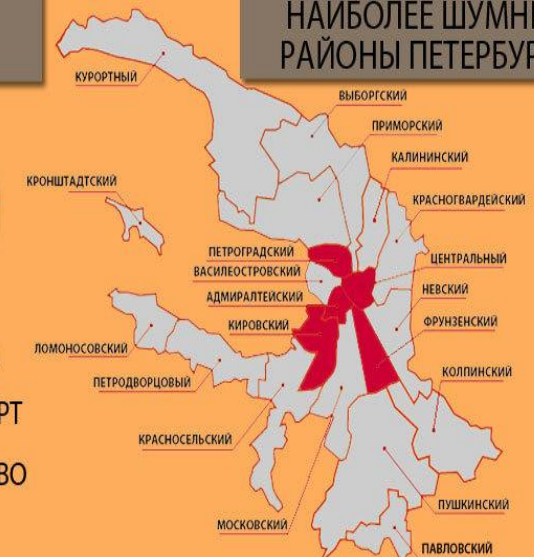 НАИБОЛЕЕ ШУМН
РАЙОНЫ ПЕТЕРБУР
КУРОРТНЫЙ
ВЫБОРГСКИЙ
ПРИМОРСКИЙ
КАЛИНИНСКИЙ
КРОНШТАДТСКИЙ
КРАСНОГВАРДЕЙСКИЙ
ПЕТРОГРАДСКИЙ
ЦЕНТРАЛЬНЫЙ
ВАСИЛЕОСТРОВСКИЙ
НЕВСКИЙ
АДМИРАЛТЕЙСКИЙ
ФРУНЗЕНСКИЙ
КИРОВСКИЙ
ЛОМОНОСОВСКИЙ
КОЛПИНСКИЙ
ПЕТРОДВОРЦОВЫЙ
РТ
КРАСНОСЕЛЬСКИЙ
ВО
ПУШКИНСКИЙ
МОСКОВСКИЙ
ПАВЛОВСКИЙ